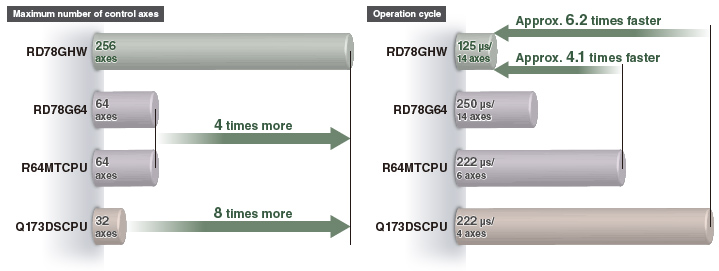 Maximum number of control axes
RD78GHW
256
axes
RD78G64
64
axes
4 times more
R64MTCPU
64
axes
Q173DSCPU
32
axes
8 times more
Operation cycle
Approx. 6.2 times faster
RD78GHW
125 µs/
14 axes
Approx. 4.1 times faster
RD78G64
250 µs/
14 axes
R64MTCPU
222 µs/
6 axes
Q173DSCPU
222 µs/
4 axes